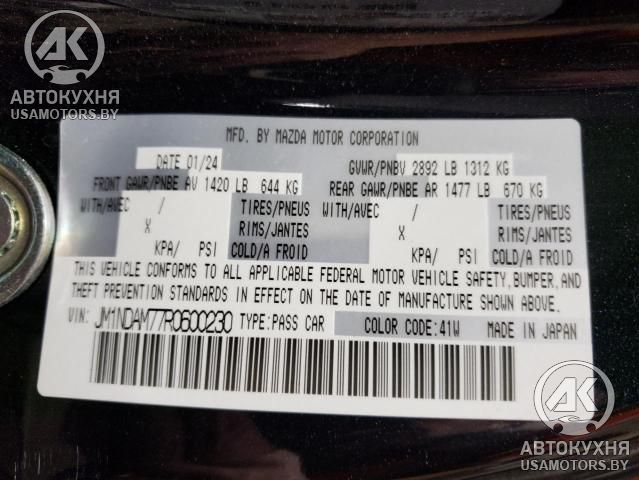 AK
АВТОКУХНЯ
USAMOTORS.BY
MFD. BY MAZDA MOTOR CORPORATION
DATE 01/24 GVWR/PNBV 2892 LB 1312 KG
FRONT GAWR/PNBE AV 1420 LB 644 KG REAR GAWR/PNBE AR 1477 LB 670 KG
WITH/AVEC / TIRES/PNEUS WITH/AVEC / TIRES/PNEUS
X RIMS/JANTES X RIMS/JANTES
KPA/ PSI COLD/A FROID KPA/ PSI COLD/A FROID
THIS VEHICLE CONFORMS TO ALL APPLICABLE FEDERAL MOTOR VEHICLE SAFETY, BUMPER, AND
THEFT PREVENTION STANDARDS IN EFFECT ON THE DATE OF MANUFACTURE SHOWN ABOVE.
VIN: JM1NDAM77R0600230 TYPE:PASS CAR COLOR CODE:41W MADE IN JAPAN
AK
АВТОКУХНЯ
USAMOTORS.BY